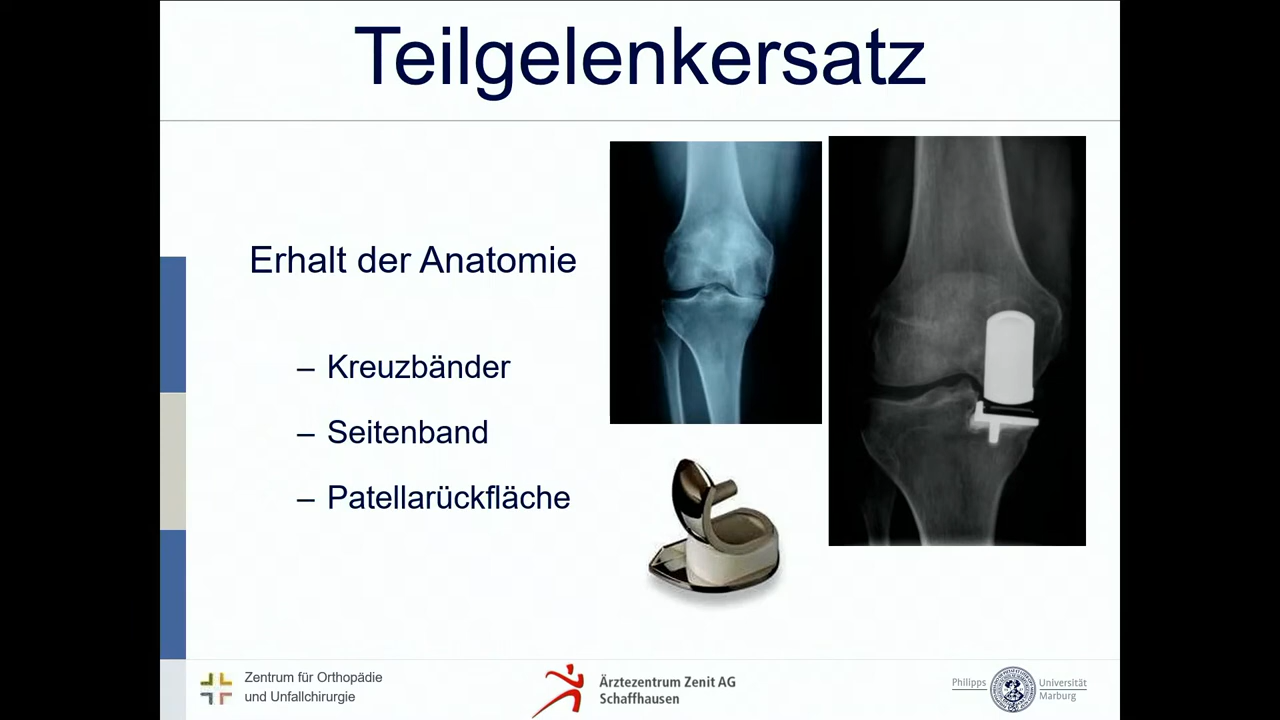 Teilgelenkersatz
Erhalt der Anatomie
– Kreuzbänder
– Seitenband
– Patellarückfläche
Zentrum für Orthopädie
und Unfallchirurgie
Ärztezentrum Zenit AG
Schaffhausen
Philipps Universität
Marburg